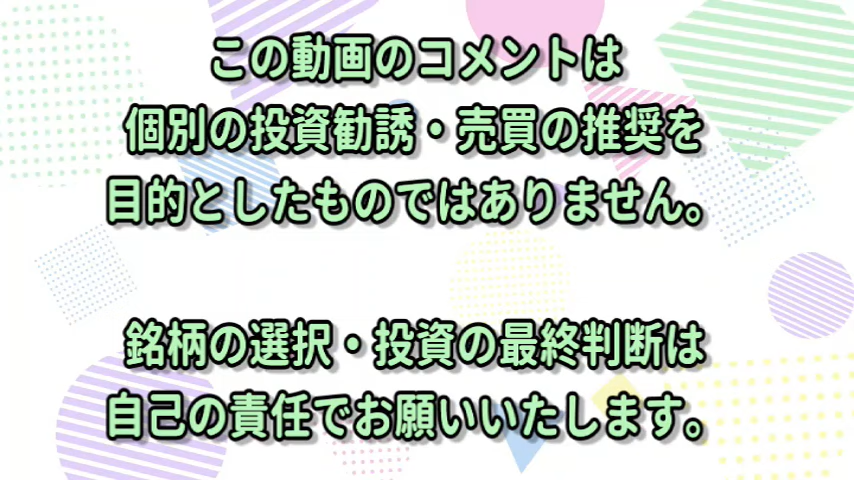 この動画のコメントは
個別の投資勧誘・売買の推奨を
目的としたものではありません。
銘柄の選択・投資の最終判断は
自己の責任でお願いいたします。